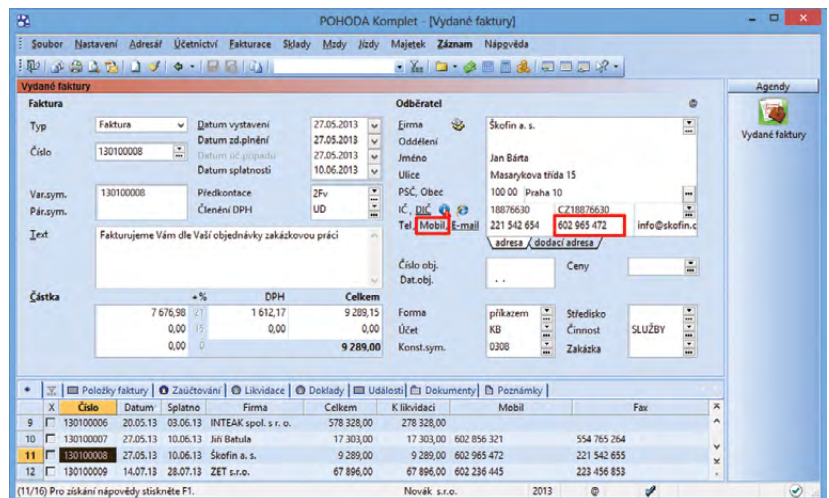 POHODA Komplet - [Vydané faktury]
Soubor Nastavení Adresář Účetnictví Fakturace Sklady Mzdy Jízdy Majetek Záznam Nápověda
Vydané faktury
Agendy
Vydané faktury
Faktura
Typ Faktura
Číslo 130100008
Datum vystavení 27.05.2013
Datum zd.plnění 27.05.2013
Datum úč.případu 27.05.2013
Datum splatnosti 10.06.2013
Var.sym. 130100008
Pár.sym.
Předkontace 2Fv
Členění DPH UD
Text Fakturujeme Vám dle Vaší objednávky zakázkovou práci
Částka +% DPH Celkem
7 676,98 21 1 612,17 9 289,15
0,00 15 0,00 0,00
0,00 0 9 289,00
Odběratel @
Firma Škofin a. s.
Oddělení
Jméno Jan Bárta
Ulice Masarykova třída 15
PSČ, Obec 100 00 Praha 10
IČ, DIČ 18876630 CZ18876630
Tel, Mobil, E-mail 221 542 654 602 965 472 info@skofin.c
adresa dodací adresa
Číslo obj. Ceny
Dat.obj. . .
Forma příkazem Středisko
Účet KB Činnost SLUŽBY
Konst.sym. 0308 Zakázka
* Položky faktury Zaúčtování Likvidace Doklady Události Dokumenty Poznámky
X Číslo Datum Splatno Firma Celkem K likvidaci Mobil Fax
9 130100006 20.05.13 03.06.13 INTEAK spol. s r. o. 578 328,00 278 328,00
10 130100007 27.05.13 10.06.13 Jiří Batula 17 303,00 17 303,00 602 856 321 554 765 264
11 130100008 27.05.13 10.06.13 Škofin a. s. 9 289,00 9 289,00 602 965 472 221 542 655
12 130100009 14.07.13 28.07.13 ZET s.r.o. 67 896,00 67 896,00 602 236 445 223 456 853
(11/16) Pro získání nápovědy stiskněte F1. Novák s.r.o. 2013 @